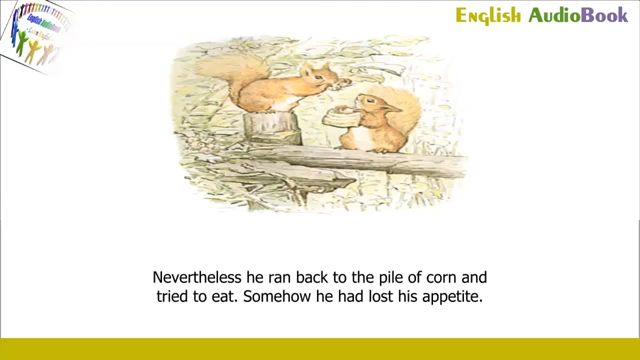 English AudioBook
Nevertheless he ran back to the pile of corn and
tried to eat. Somehow he had lost his appetite.